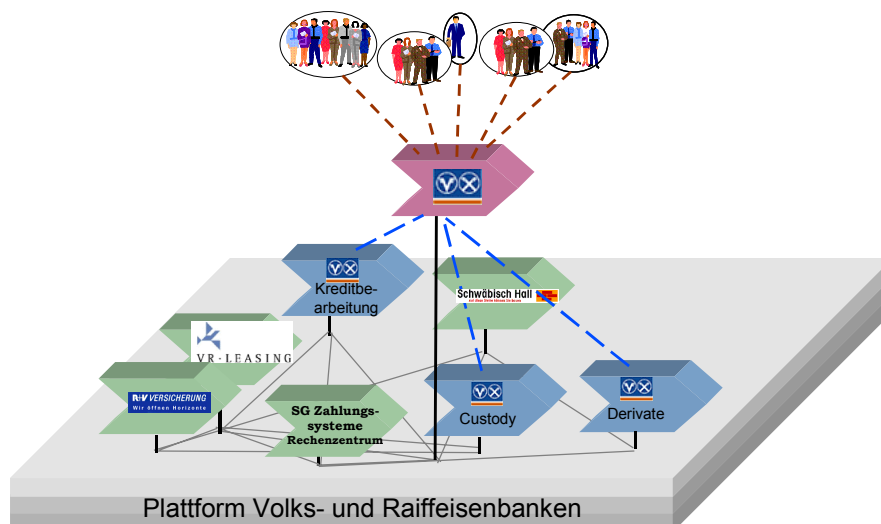 Kreditbe-
arbeitung
Schwäbisch Hall
VR·LEASING
R+V VERSICHERUNG
Wir öffnen Horizonte
SG Zahlungs-
systeme
Rechenzentrum
Custody
Derivate
Plattform Volks- und Raiffeisenbanken